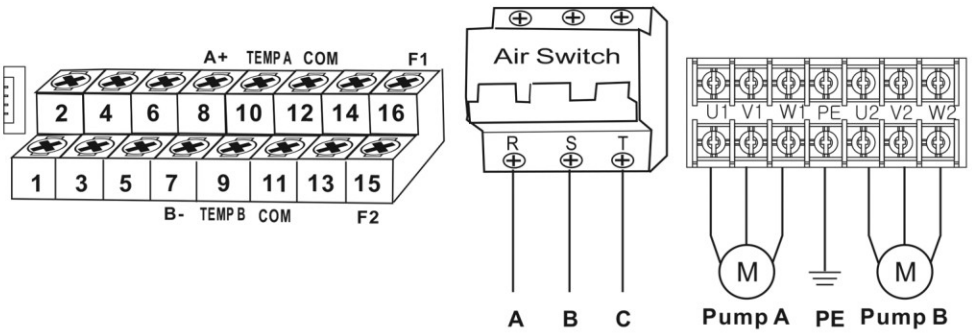 A+ TEMP A COM F1
2 4 6 8 10 12 14 16
1 3 5 7 9 11 13 15
B- TEMP B COM F2
Air Switch
R S T
A B C
U1 V1 W1 PE U2 V2 W2
M M
Pump A PE Pump B